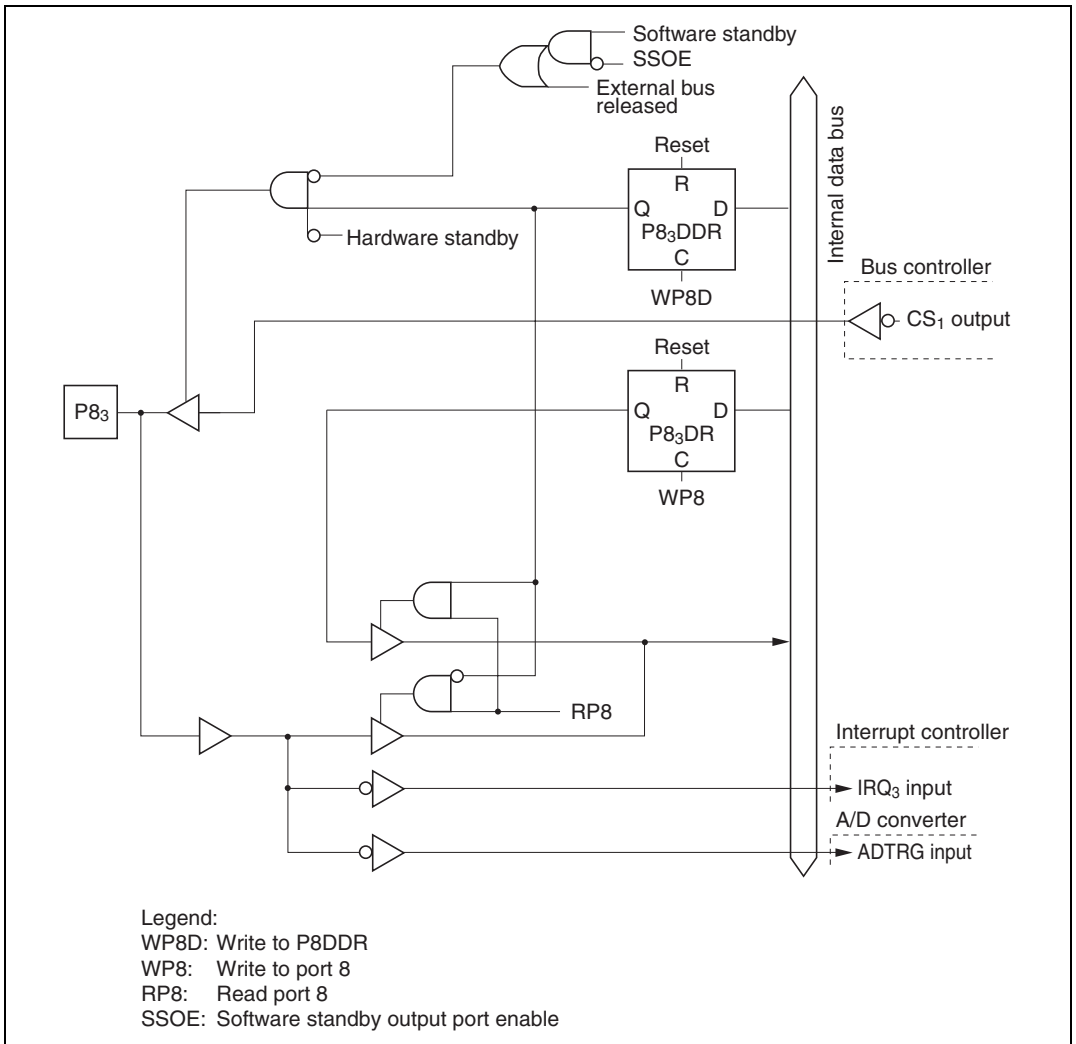 Software standby
SSOE
External bus
released
Internal data bus
Reset
R
Q D
P8₃DDR
C
WP8D
Hardware standby
Bus controller
CS₁ output
Reset
R
Q D
P8₃DR
C
WP8
P8₃
RP8
Interrupt controller
IRQ₃ input
A/D converter
ADTRG input
Legend:
WP8D: Write to P8DDR
WP8: Write to port 8
RP8: Read port 8
SSOE: Software standby output port enable